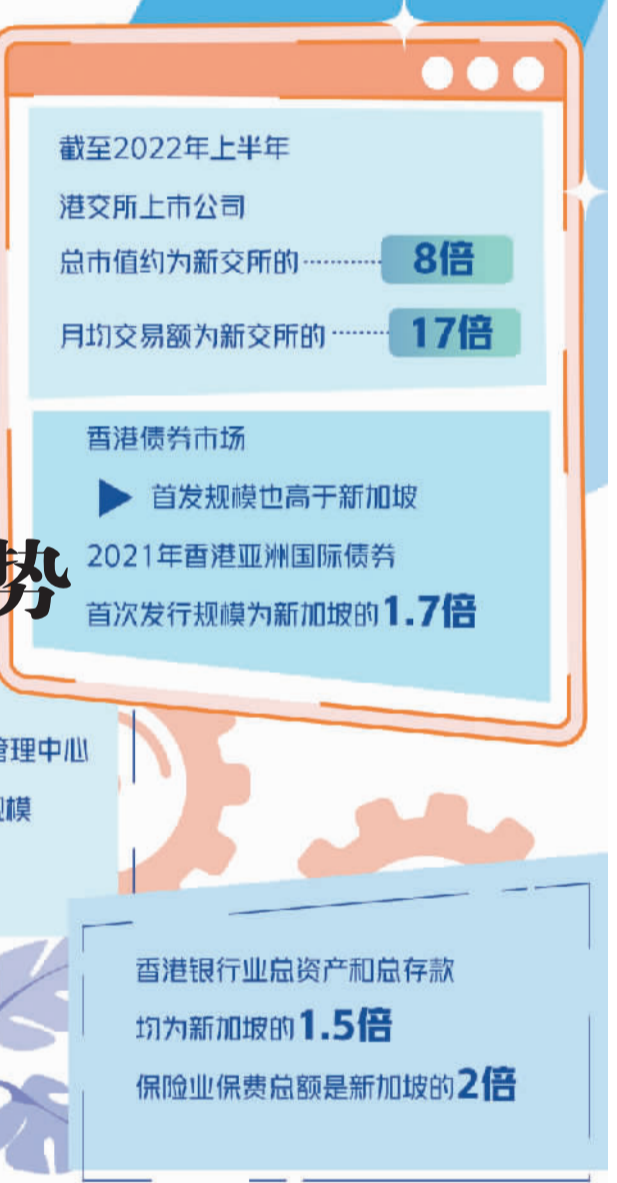 截至2022年上半年
港交所上市公司
总市值约为新交所的 ············ 8倍
月均交易额为新交所的 ········ 17倍
香港债券市场
▶ 首发规模也高于新加坡
2021年香港亚洲国际债券
首次发行规模为新加坡的1.7倍
势
管理中心
规模
香港银行业总资产和总存款
均为新加坡的1.5倍
保险业保费总额是新加坡的2倍